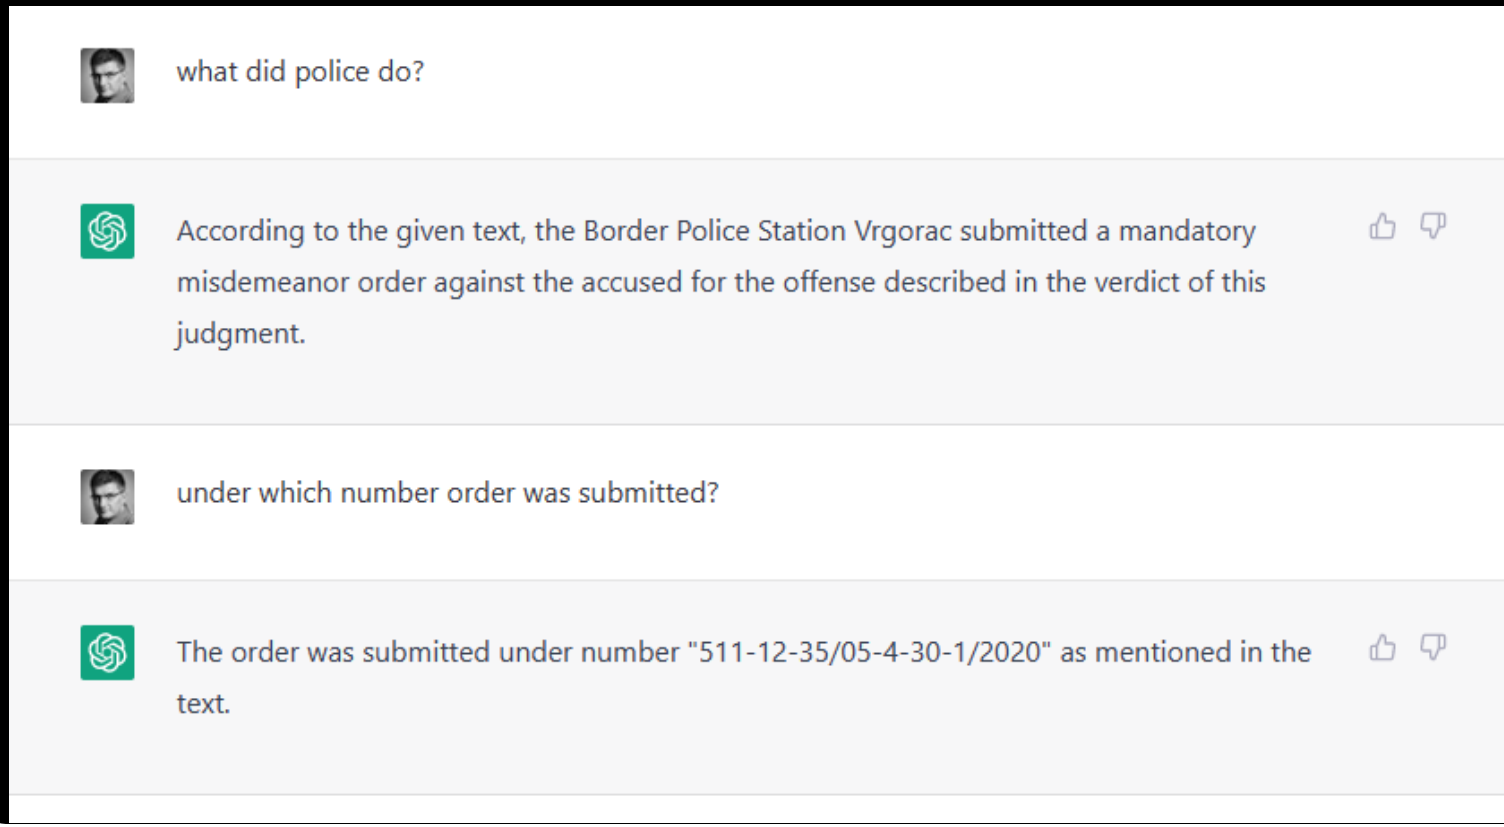 what did police do?
According to the given text, the Border Police Station Vrgorac submitted a mandatory
misdemeanor order against the accused for the offense described in the verdict of this
judgment.
under which number order was submitted?
The order was submitted under number "511-12-35/05-4-30-1/2020" as mentioned in the
text.